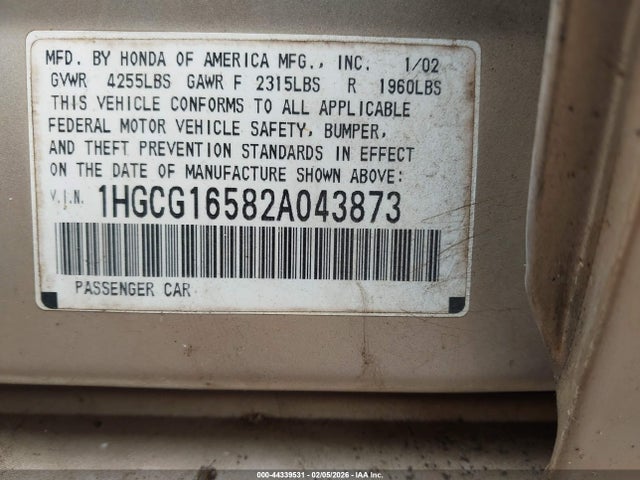 MFD. BY HONDA OF AMERICA MFG., INC. 1/02
GVWR 4255LBS GAWR F 2315LBS R 1960LBS
THIS VEHICLE CONFORMS TO ALL APPLICABLE
FEDERAL MOTOR VEHICLE SAFETY, BUMPER,
AND THEFT PREVENTION STANDARDS IN EFFECT
ON THE DATE OF MANUFACTURE SHOWN ABOVE:
V.I.N. 1HGCG16582A043873
PASSENGER CAR
000-44339531 - 02/05/2026 - IAA Inc.